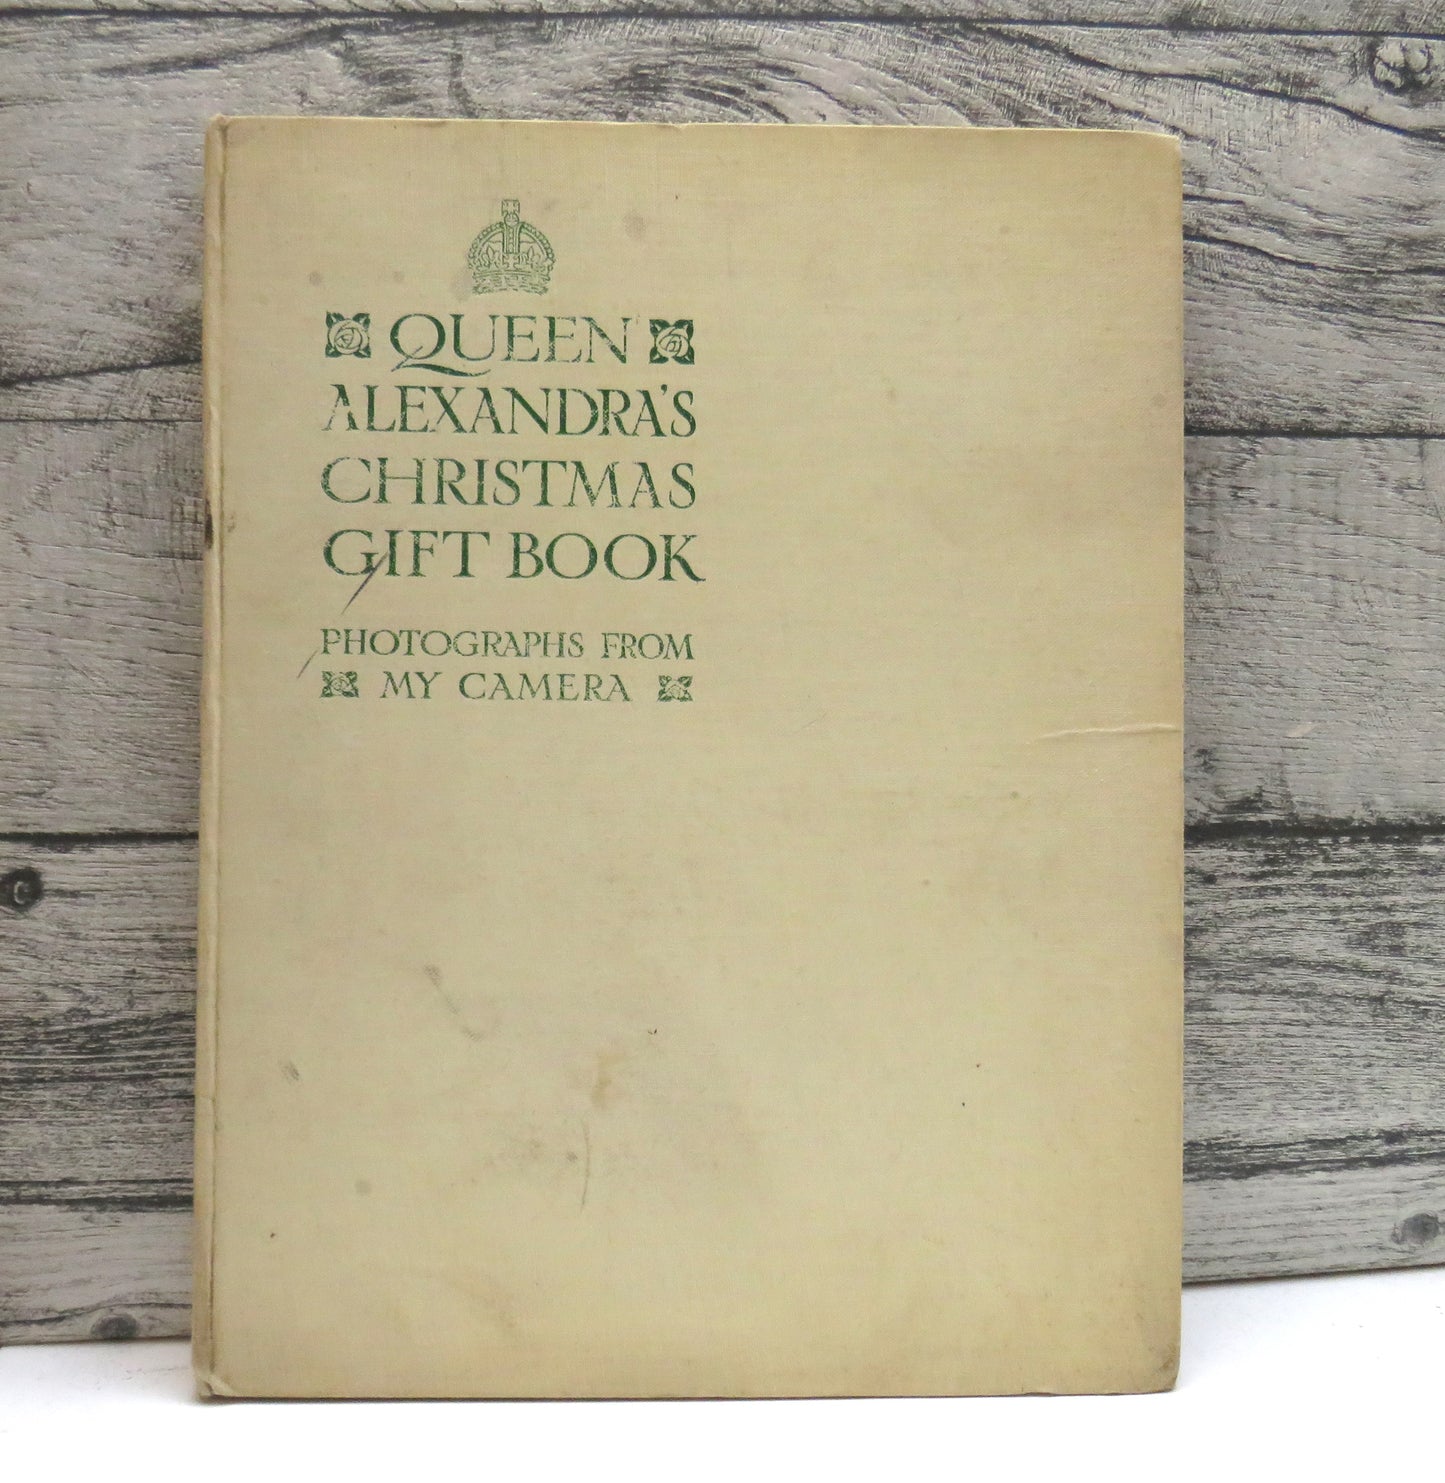 QUEEN
ALEXANDRA'S
CHRISTMAS
GIFT BOOK
PHOTOGRAPHS FROM
MY CAMERA